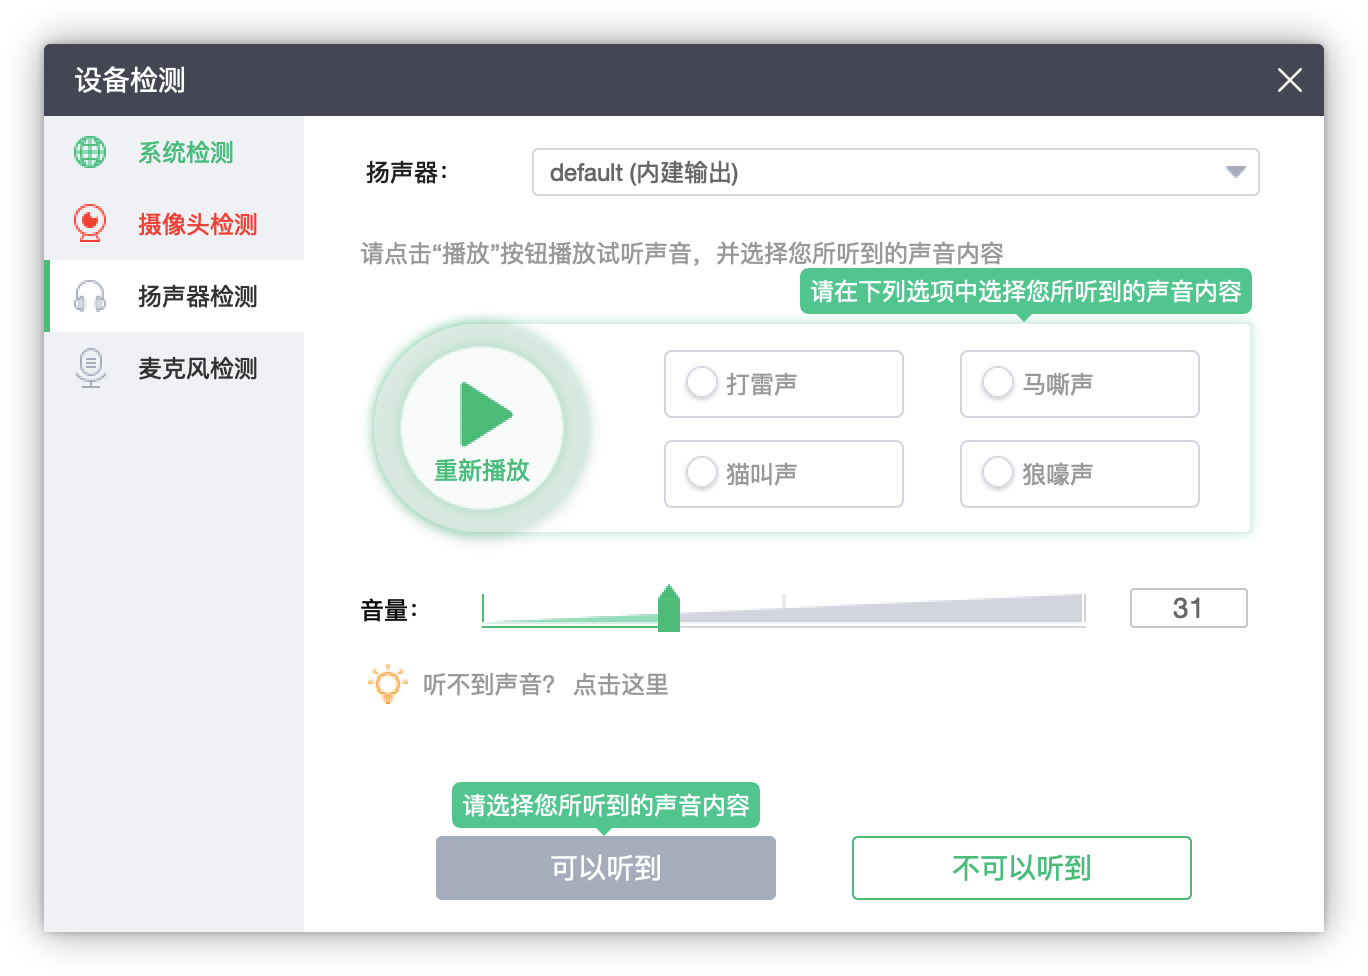 设备检测
系统检测
摄像头检测
扬声器检测
麦克风检测
扬声器：
default (内建输出)
请点击“播放”按钮播放试听声音，并选择您所听到的声音内容
请在下列选项中选择您所听到的声音内容
重新播放
打雷声
马嘶声
猫叫声
狼嚎声
音量：
31
听不到声音？ 点击这里
请选择您所听到的声音内容
可以听到
不可以听到